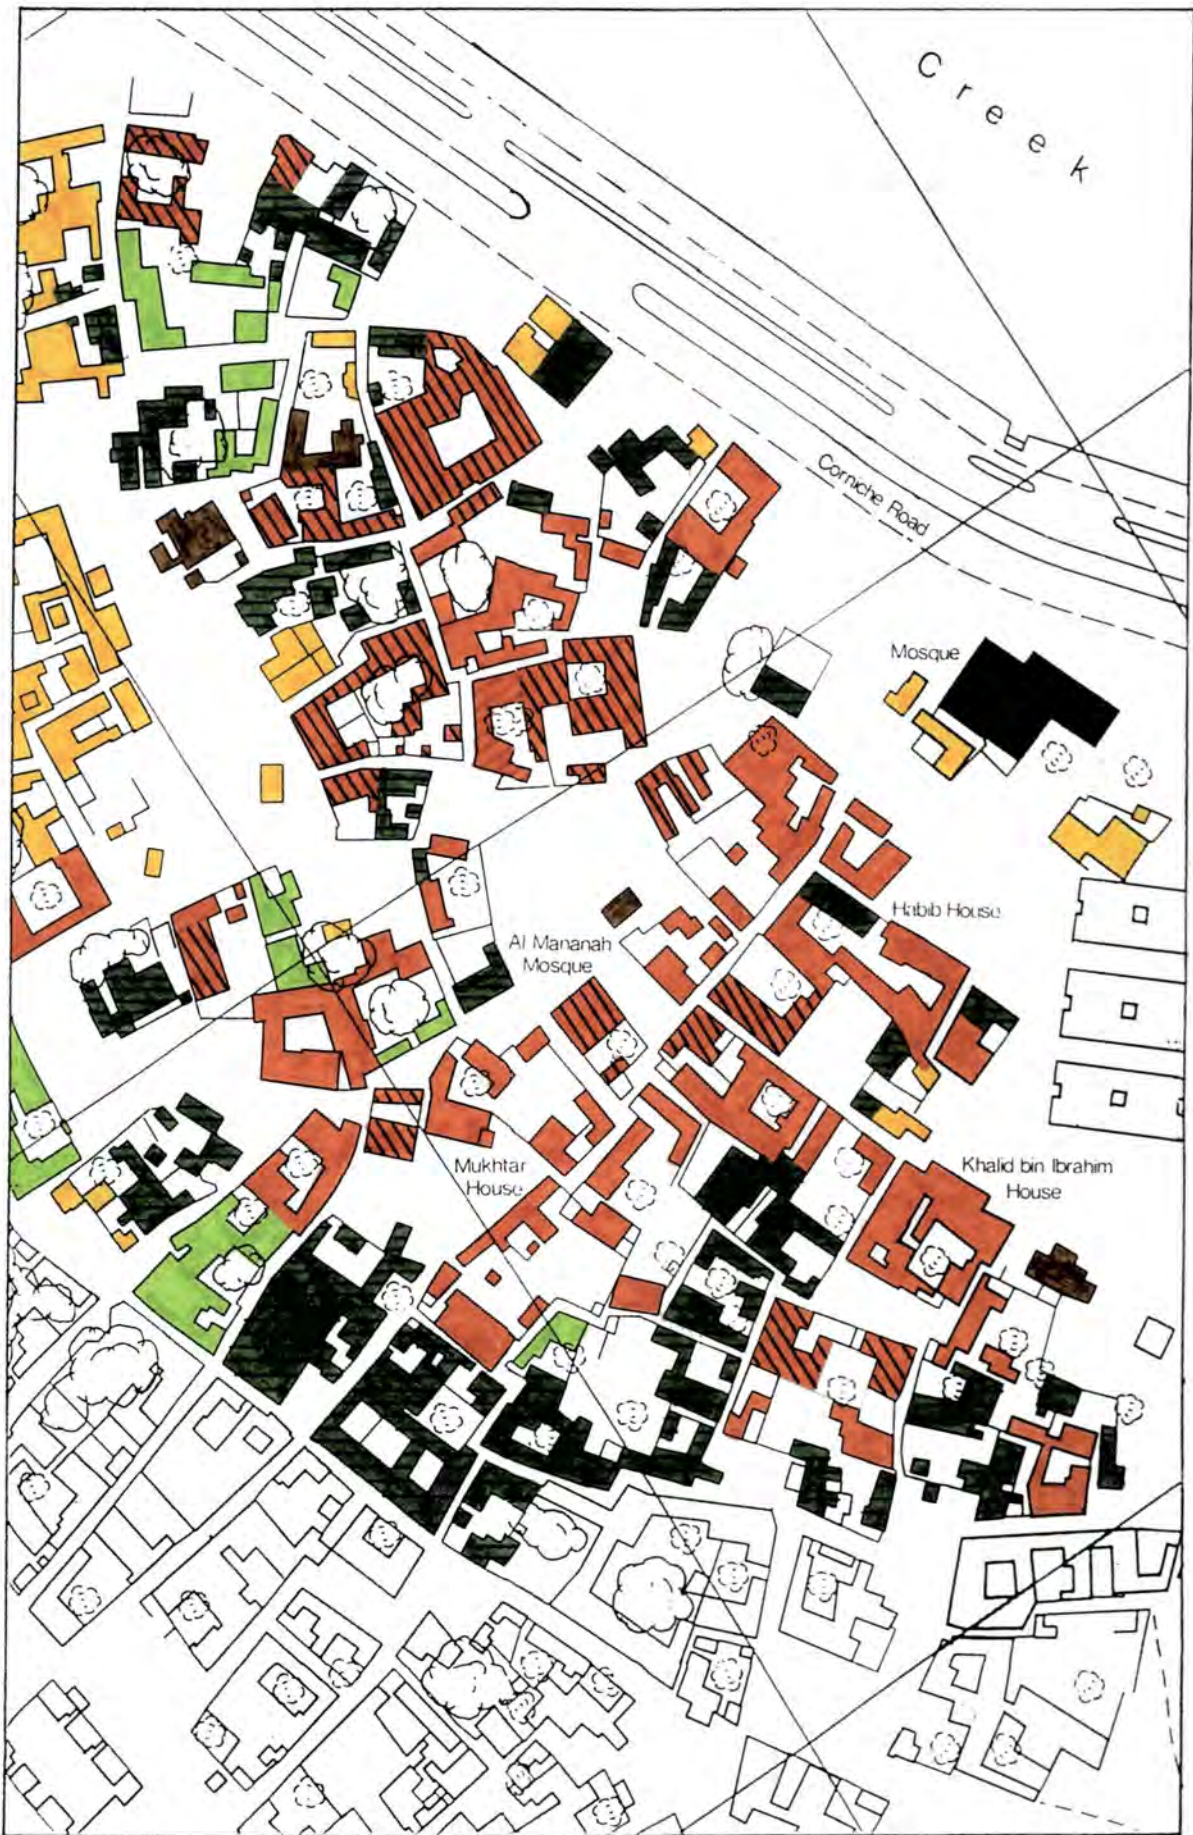 Creek
Corniche Road
Mosque
Habib House
Al Mananah
Mosque
Mukhtar
House
Khalid bin Ibrahim
House